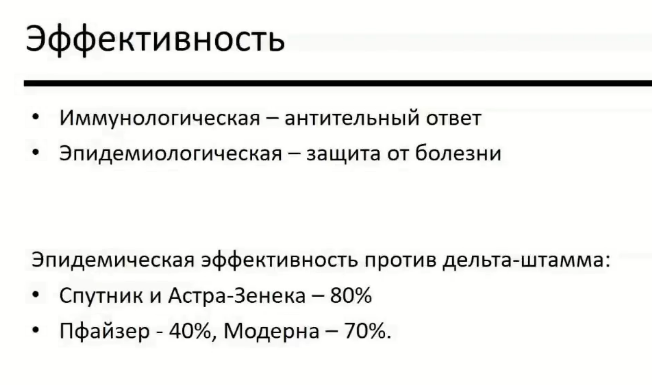 Эффективность
• Иммунологическая – антительный ответ
• Эпидемиологическая – защита от болезни
Эпидемическая эффективность против дельта-штамма:
• Спутник и Астра-Зенека – 80%
• Пфайзер - 40%, Модерна – 70%.